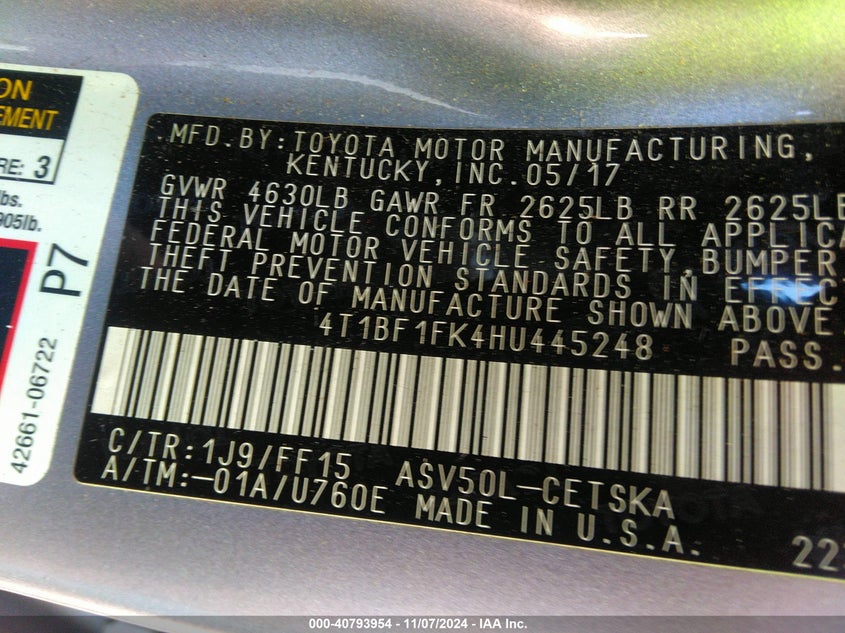 ON
EMENT
RE: 3
lbs.
905lb.
P7
42661-06722
MFD.BY:TOYOTA MOTOR MANUFACTURING,
KENTUCKY,INC.05/17
GVWR 4630LB GAWR FR 2625LB RR 2625LB
THIS VEHICLE CONFORMS TO ALL APPLICA
FEDERAL MOTOR VEHICLE SAFETY,BUMPER
THEFT PREVENTION STANDARDS IN EFFEC
THE DATE OF MANUFACTURE SHOWN ABOVE.
4T1BF1FK4HU445248 PASS.
C/TR:1J9/FF15 ASV50L-CETSKA
A/TM:-01A/U760E MADE IN U.S.A.
22
000-40793954 - 11/07/2024 - IAA Inc.